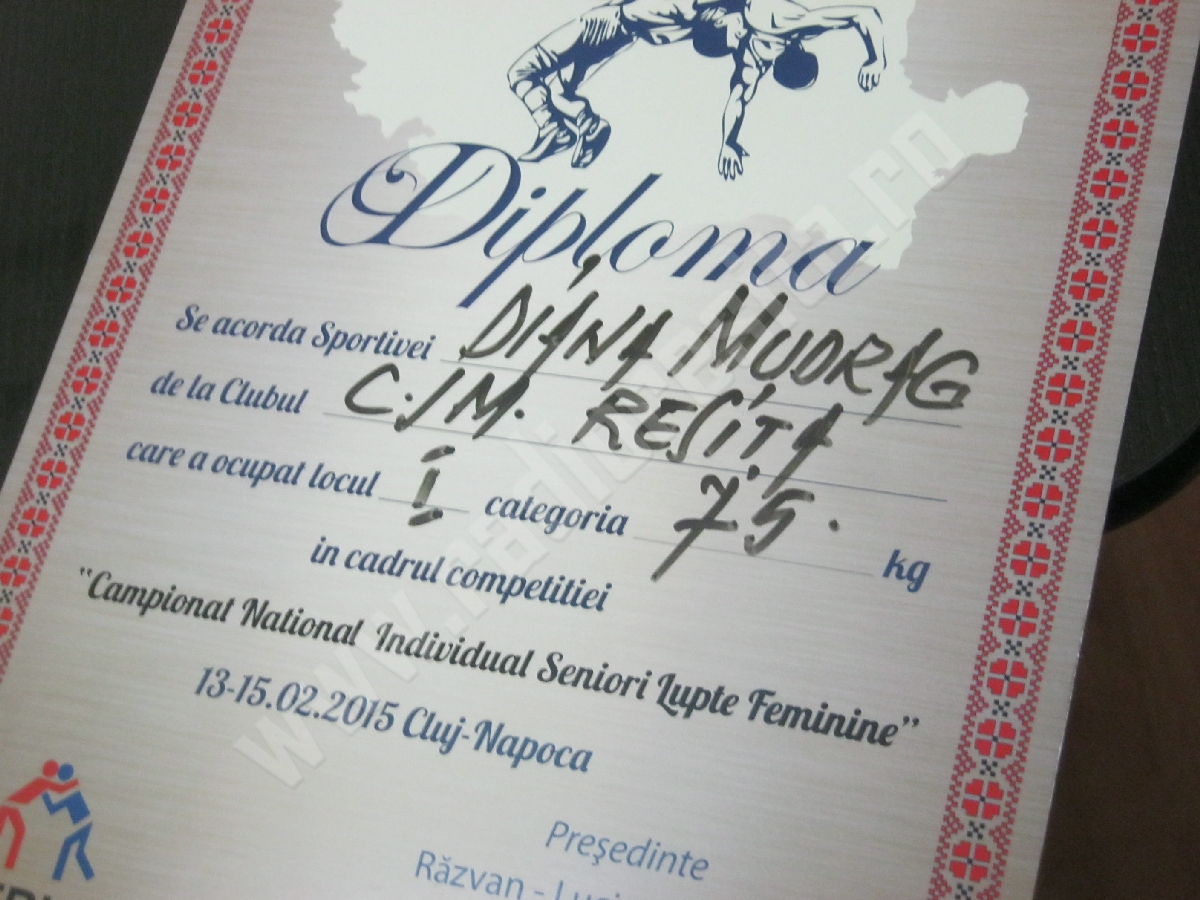 Diploma
Se acorda Sportivei DIANA MUDRAG
de la Clubul C.J.M. REȘIȚA
care a ocupat locul I categoria 75. kg
in cadrul competitiei
"Campionat National Individual Seniori Lupte Feminine"
13-15.02.2015 Cluj-Napoca
Preşedinte
Răzvan -